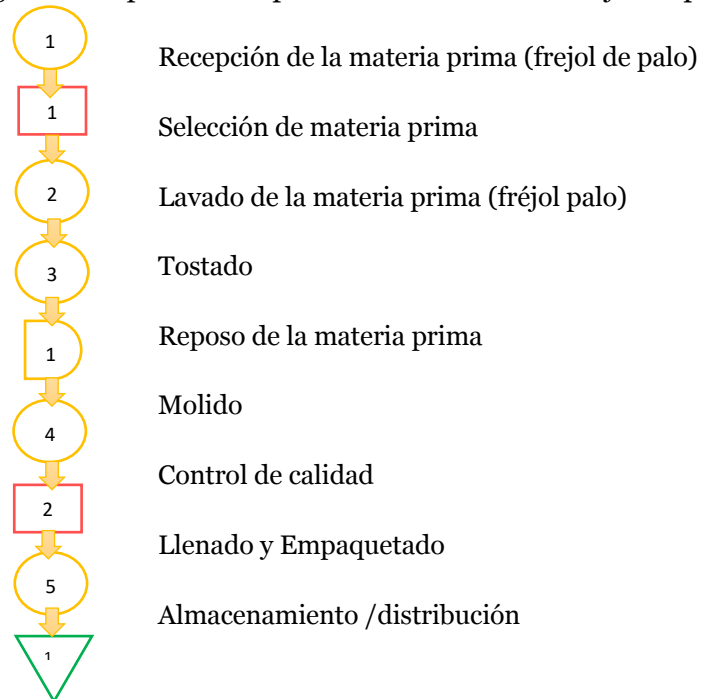 1
Recepción de la materia prima (frejol de palo)
1
Selección de materia prima
2
Lavado de la materia prima (fréjol palo)
3
Tostado
1
Reposo de la materia prima
4
Molido
2
Control de calidad
5
Llenado y Empaquetado
1
Almacenamiento /distribución